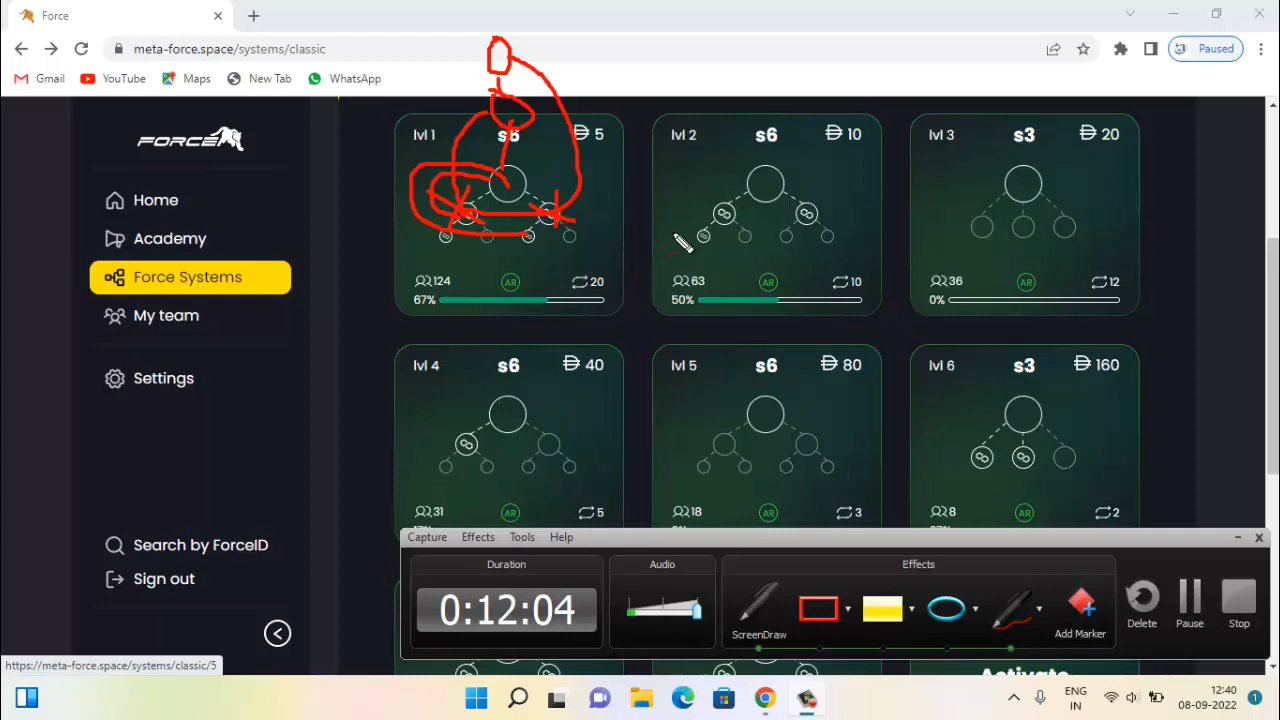 Force
meta-force.space/systems/classic
Paused
Gmail
YouTube
Maps
New Tab
WhatsApp
FORCE
Home
Academy
Force Systems
My team
Settings
Search by ForceID
Sign out
lvl 1 s6 5
124 AR 20
67%
lvl 2 s6 10
63 AR 10
50%
lvl 3 s3 20
36 AR 12
0%
lvl 4 s6 40
31 AR 5
lvl 5 s6 80
18 AR 3
lvl 6 s3 160
8 AR 2
Activate
Capture Effects Tools Help
Duration
0:12:04
Audio
Effects
ScreenDraw
Add Marker
Delete
Pause
Stop
https://meta-force.space/systems/classic/5
ENG
IN
12:40
08-09-2022
1